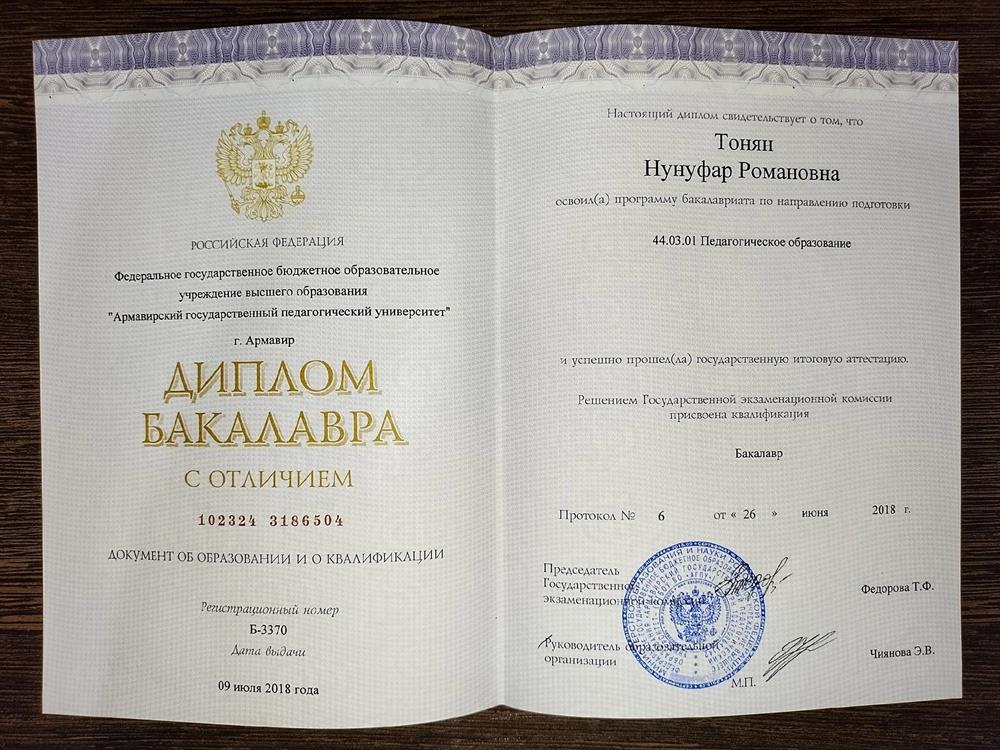 РОССИЙСКАЯ ФЕДЕРАЦИЯ
Федеральное государственное бюджетное образовательное
учреждение высшего образования
"Армавирский государственный педагогический университет"
г. Армавир
ДИПЛОМ
БАКАЛАВРА
С ОТЛИЧИЕМ
102324 3186504
ДОКУМЕНТ ОБ ОБРАЗОВАНИИ И О КВАЛИФИКАЦИИ
Регистрационный номер
Б-3370
Дата выдачи
09 июля 2018 года
Настоящий диплом свидетельствует о том, что
Тонян
Нунуфар Романовна
освоил(а) программу бакалавриата по направлению подготовки
44.03.01 Педагогическое образование
и успешно прошел(ла) государственную итоговую аттестацию.
Решением Государственной экзаменационной комиссии
присвоена квалификация
Бакалавр
Протокол № 6 от « 26 » июня 2018 г.
Председатель
Государственной
экзаменационной комиссии
Федорова Т.Ф.
Руководитель образовательной
организации
Чиянова Э.В.
М.П.